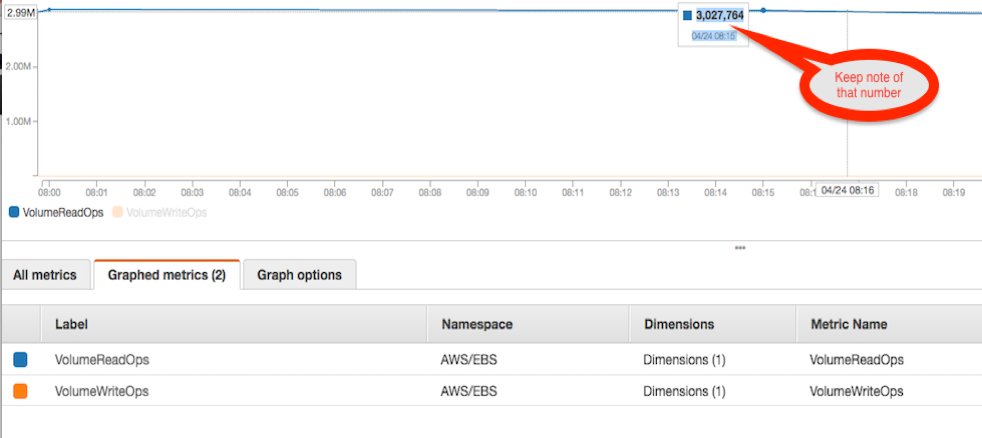 2.99M
3,027,764
04/24 08:15
Keep note of
that number
2.00M
1.00M
08:00 08:01 08:02 08:03 08:04 08:05 08:06 08:07 08:08 08:09 08:10 08:11 08:12 08:13 08:14 08:15 04/24 08:16 08:18 08:19
VolumeReadOps VolumeWriteOps
All metrics Graphed metrics (2) Graph options
Label Namespace Dimensions Metric Name
VolumeReadOps AWS/EBS Dimensions (1) VolumeReadOps
VolumeWriteOps AWS/EBS Dimensions (1) VolumeWriteOps